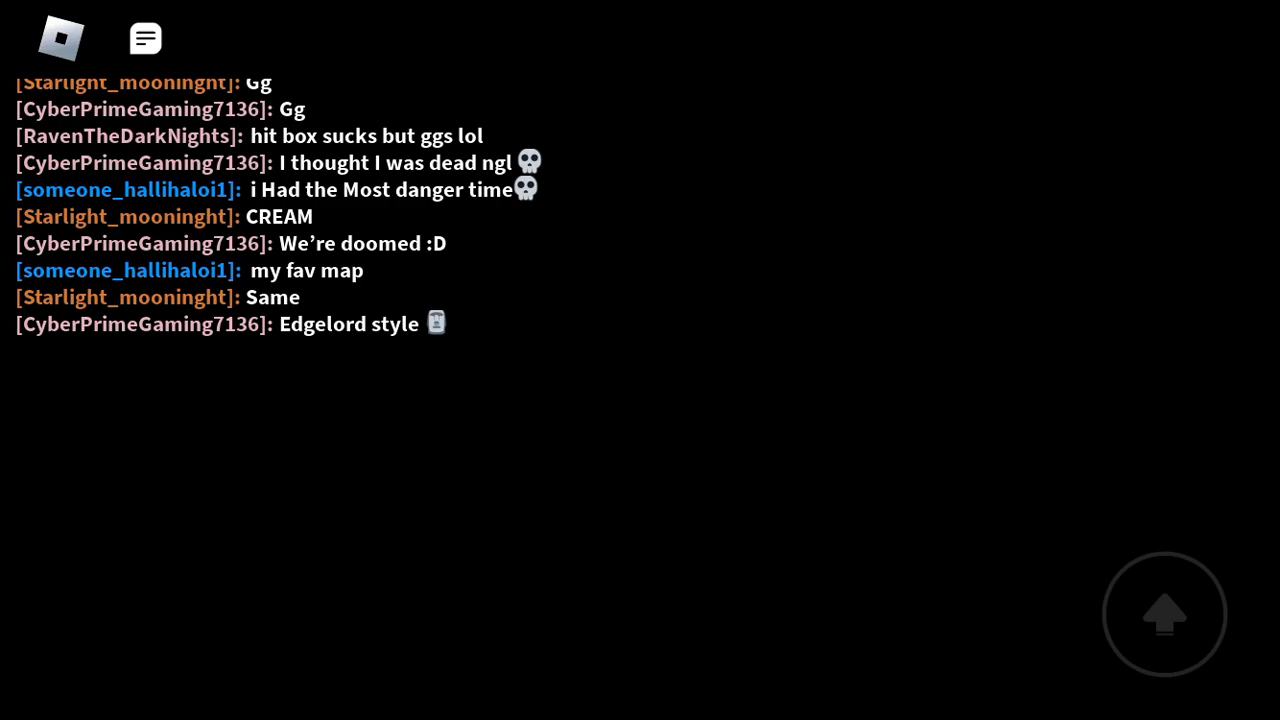 [Starlight_mooninght]: Gg
[CyberPrimeGaming7136]: Gg
[RavenTheDarkNights]: hit box sucks but ggs lol
[CyberPrimeGaming7136]: I thought I was dead ngl 💀
[someone_hallihaloi1]: i Had the Most danger time💀
[Starlight_mooninght]: CREAM
[CyberPrimeGaming7136]: We’re doomed :D
[someone_hallihaloi1]: my fav map
[Starlight_mooninght]: Same
[CyberPrimeGaming7136]: Edgelord style 🗿